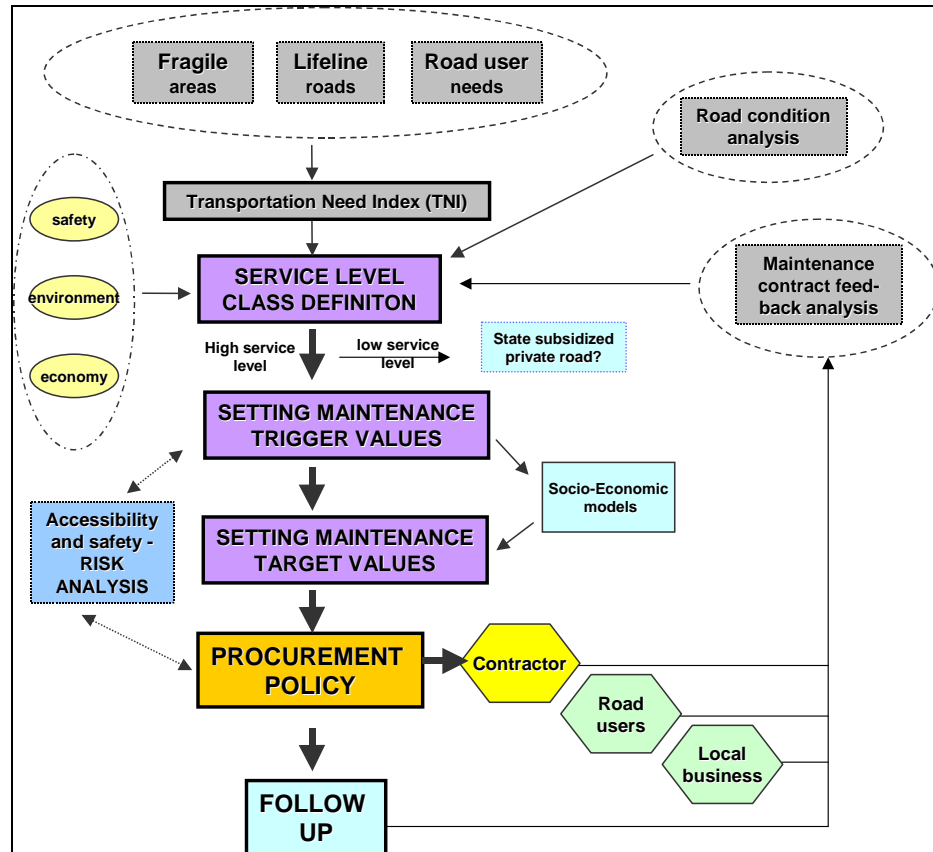 Fragile
areas
Lifeline
roads
Road user
needs
Road condition
analysis
Transportation Need Index (TNI)
safety
environment
economy
SERVICE LEVEL
CLASS DEFINITON
Maintenance
contract feed-
back analysis
High service
level
low service
level
State subsidized
private road?
SETTING MAINTENANCE
TRIGGER VALUES
Socio-Economic
models
Accessibility
and safety -
RISK
ANALYSIS
SETTING MAINTENANCE
TARGET VALUES
PROCUREMENT
POLICY
Contractor
Road
users
Local
business
FOLLOW
UP